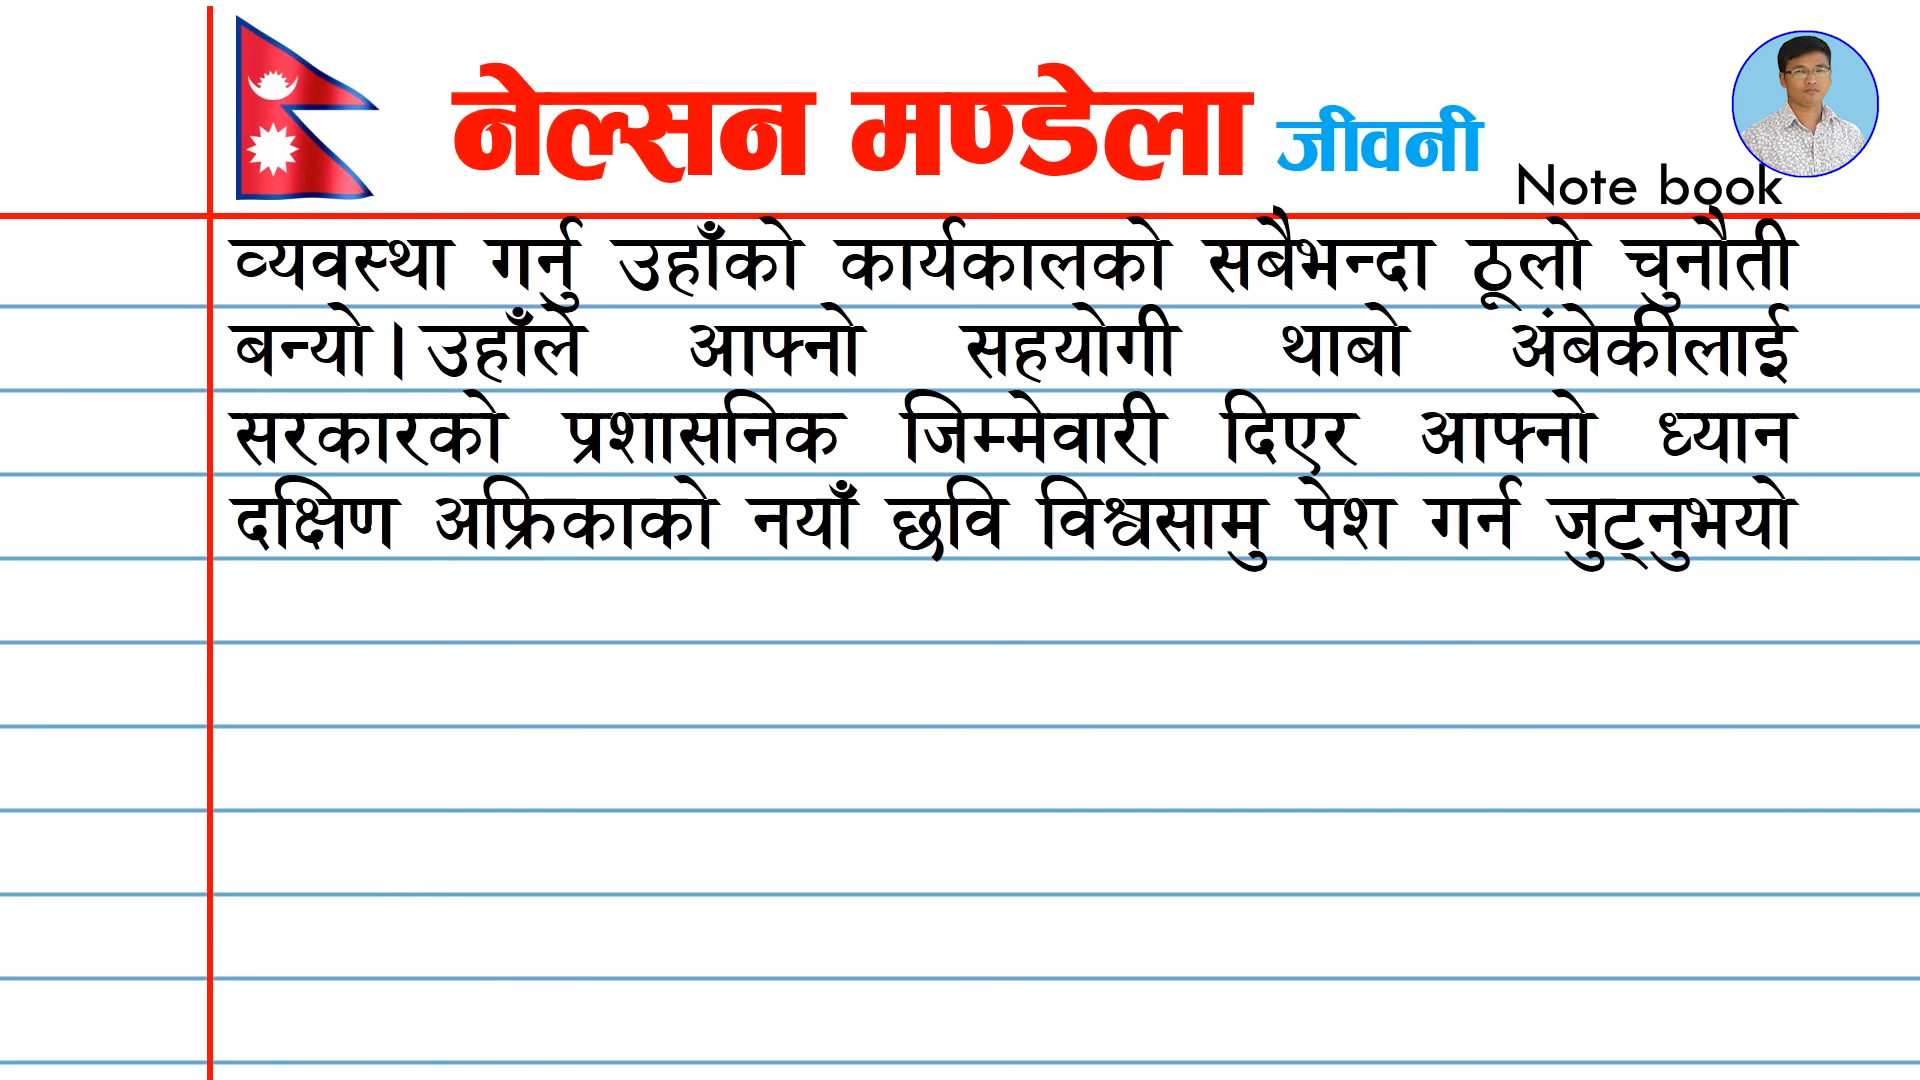 नेल्सन मण्डेला जीवनी
Note book
व्यवस्था गर्नु उहाँको कार्यकालको सबैभन्दा ठूलो चुनौती
बन्यो। उहाँले आफ्नो सहयोगी थाबो अंबेकीलाई
सरकारको प्रशासनिक जिम्मेवारी दिएर आफ्नो ध्यान
दक्षिण अफ्रिकाको नयाँ छवि विश्वसामु पेश गर्न जुट्नुभयो